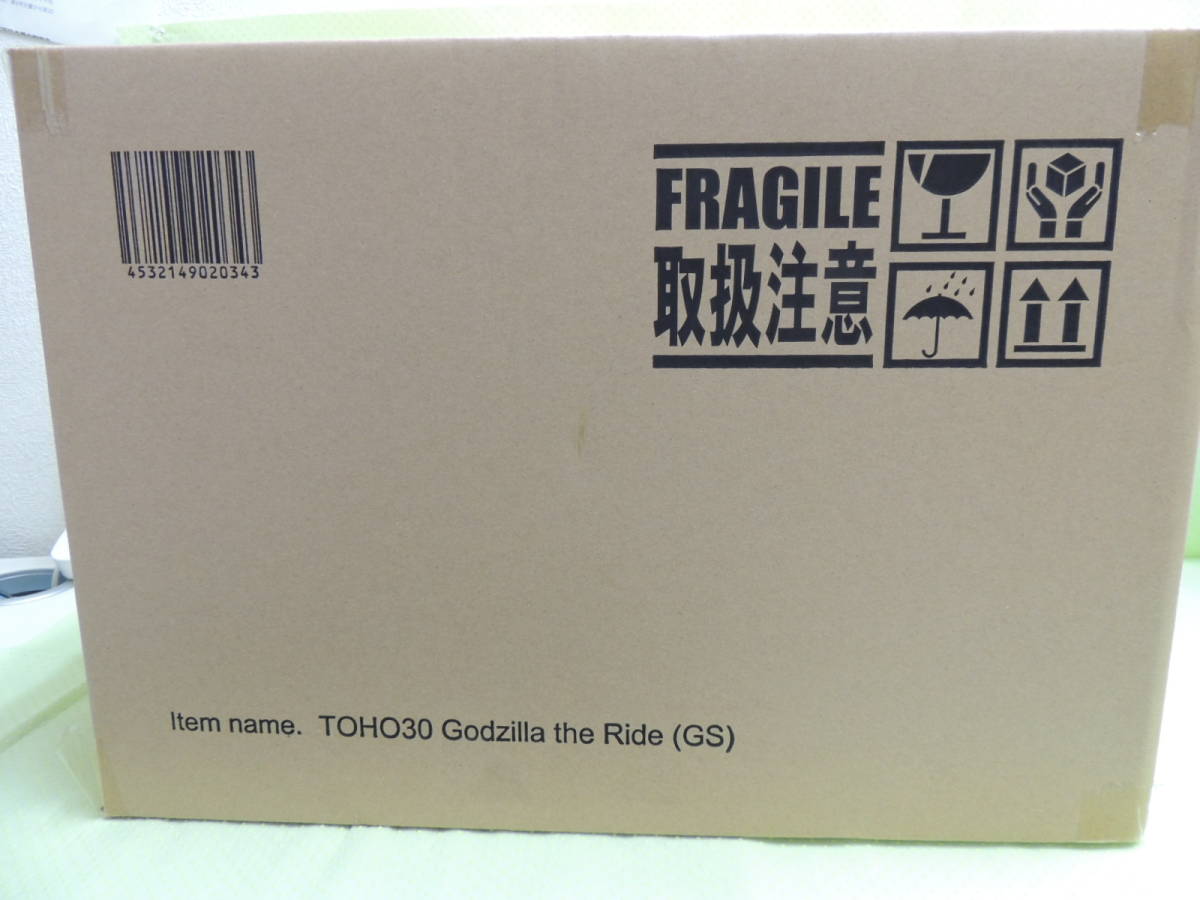 4532149020343
FRAGILE
取扱注意
Item name. TOHO30 Godzilla the Ride (GS)